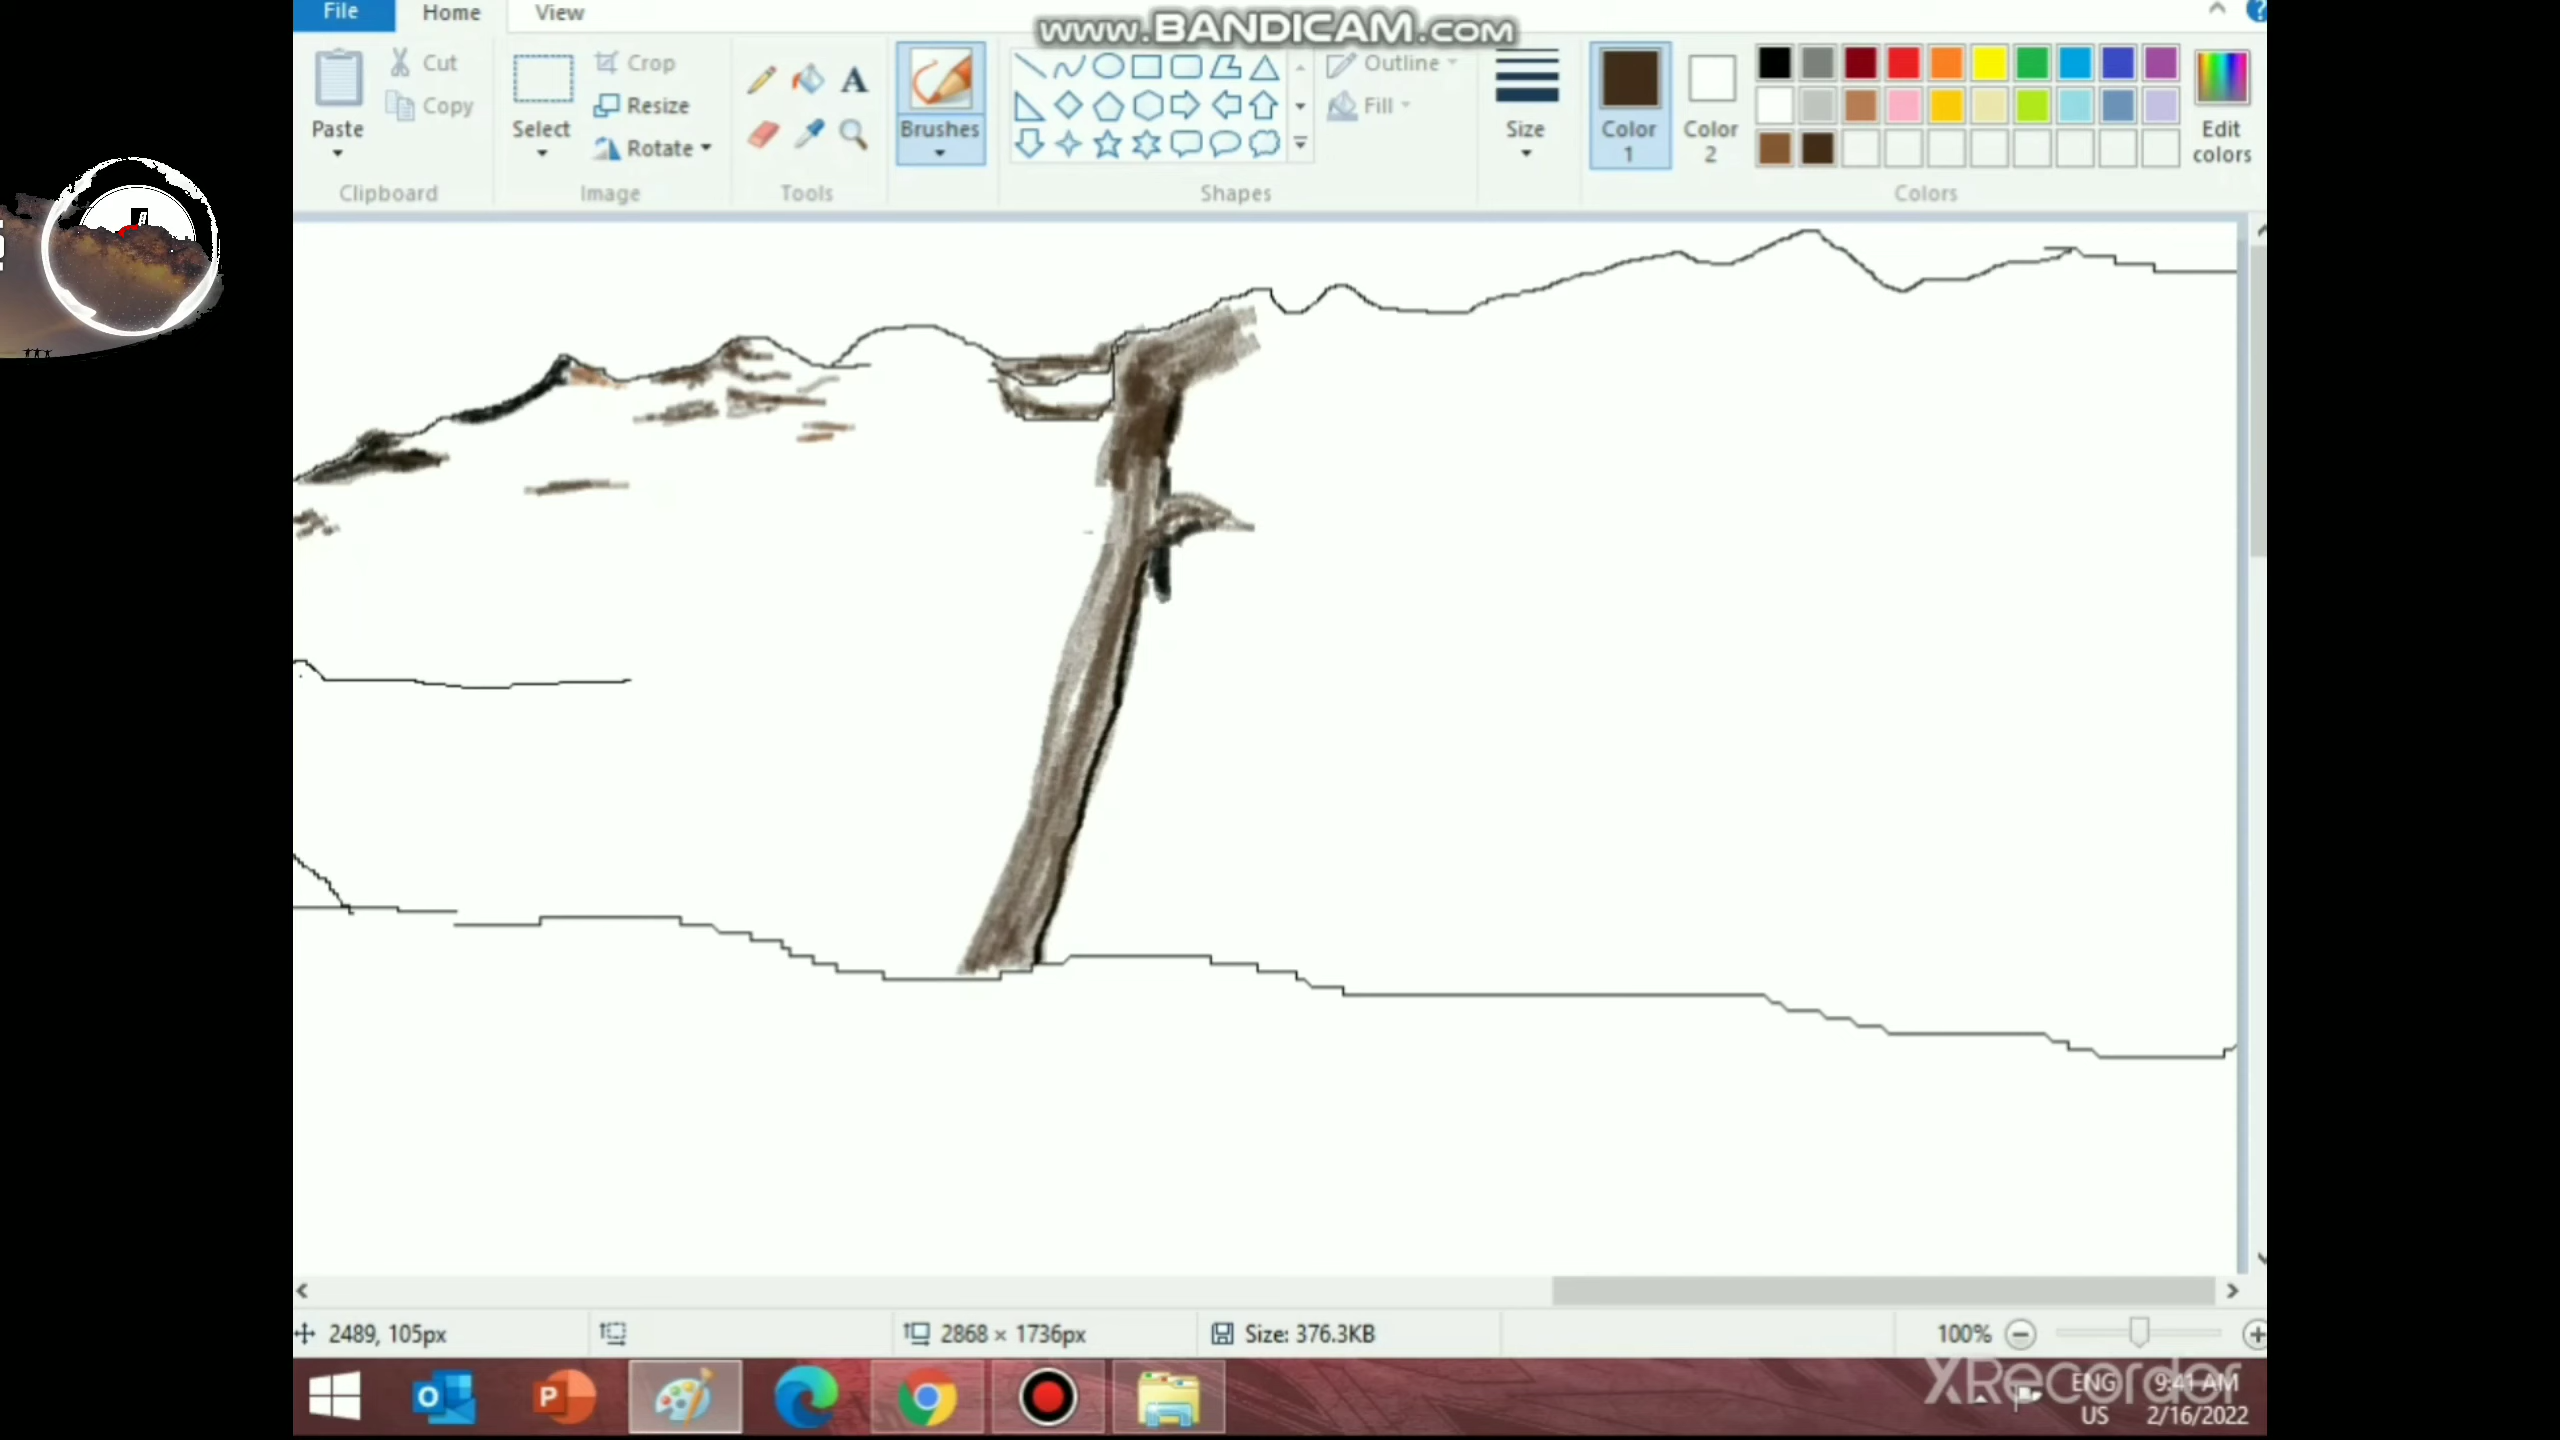 File Home View
www.BANDICAM.com
Cut
Copy
Paste
Clipboard
Select
Crop
Resize
Rotate
Image
A
Tools
Brushes
Shapes
Outline
Fill
Size
Color
1
Color
2
Edit
colors
Colors
2489, 105px
2868 × 1736px
Size: 376.3KB
100%
XRecorder
ENG
US
9:41 AM
2/16/2022